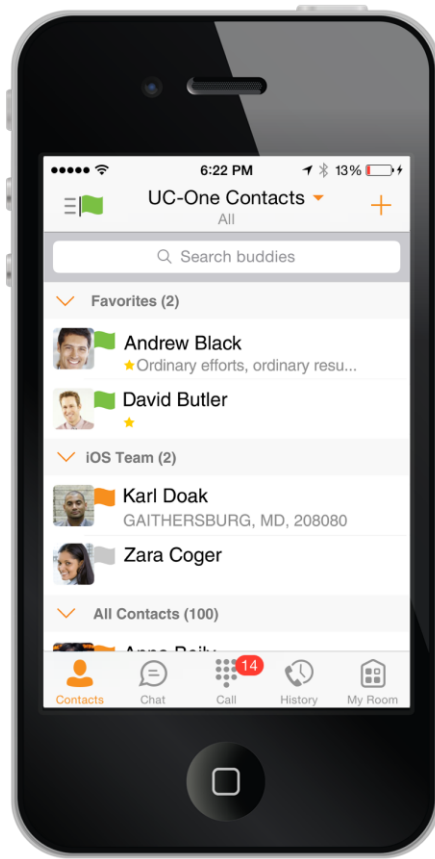 6:22 PM
13%
UC-One Contacts
All
Search buddies
Favorites (2)
Andrew Black
Ordinary efforts, ordinary resu...
David Butler
iOS Team (2)
Karl Doak
GAITHERSBURG, MD, 208080
Zara Coger
All Contacts (100)
14
Contacts
Chat
Call
History
My Room